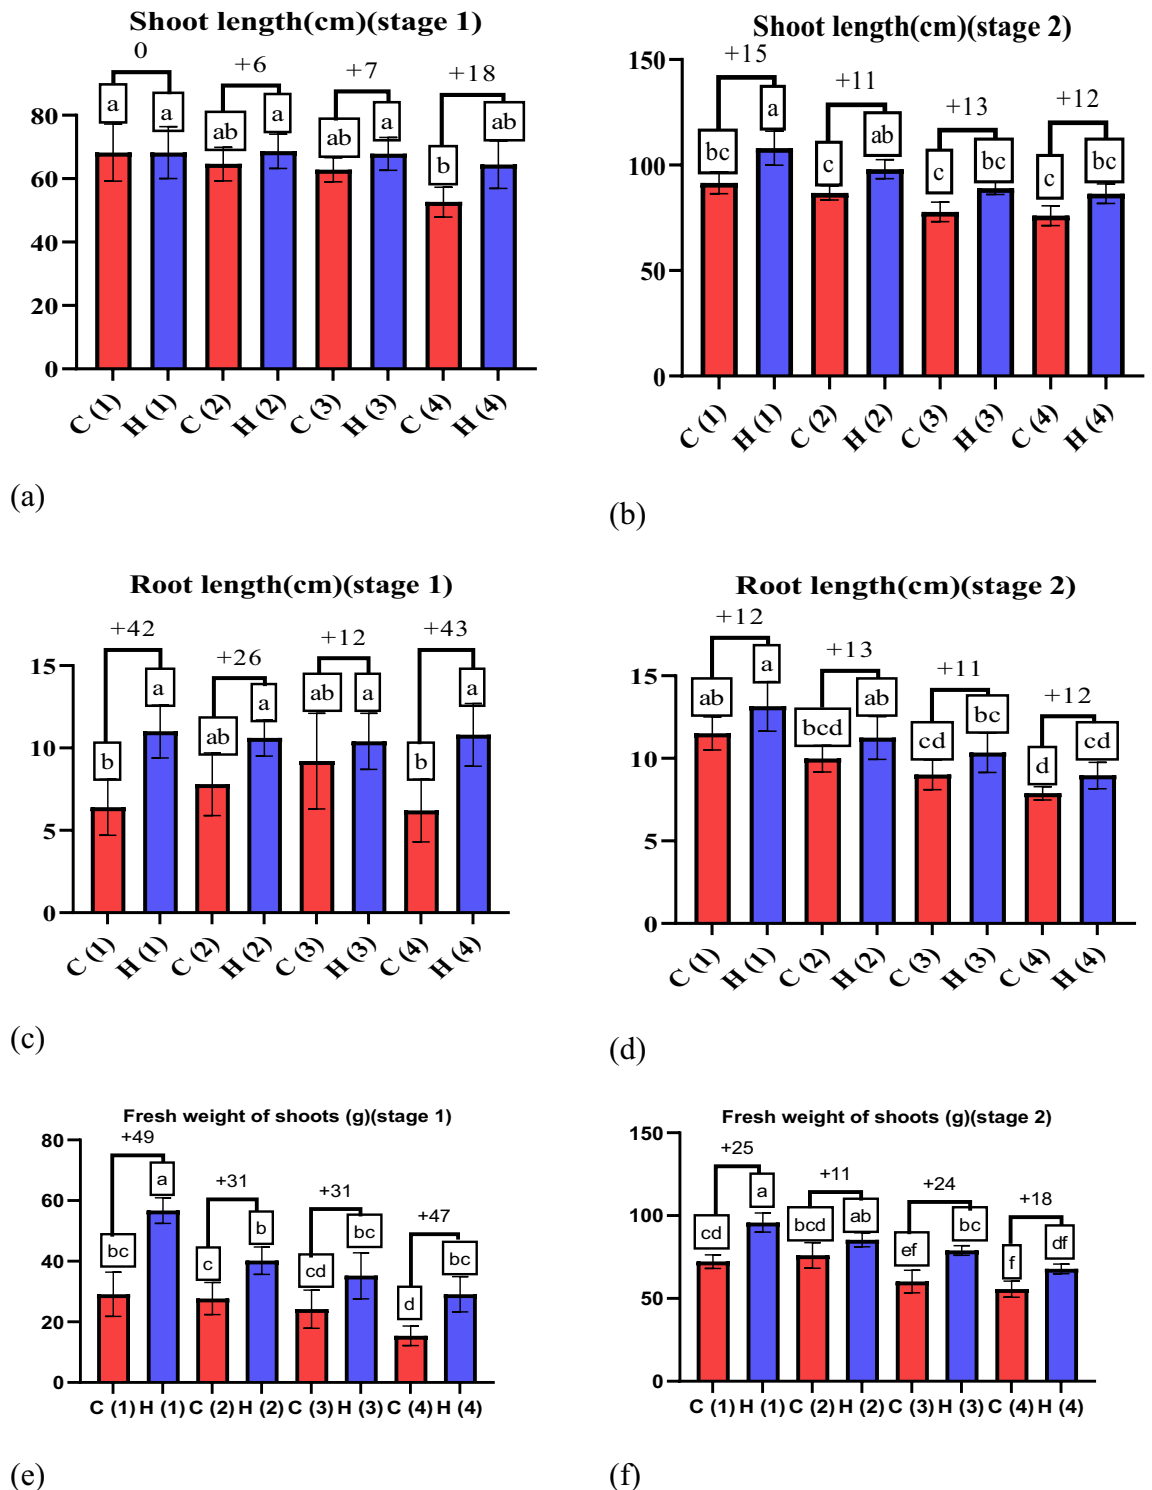 Shoot length(cm)(stage 1)
0
+6
+7
+18
a
a
ab
a
ab
a
b
ab
80
60
40
20
0
C (1)
H (1)
C (2)
H (2)
C (3)
H (3)
C (4)
H (4)
(a)
Shoot length(cm)(stage 2)
+15
+11
+13
+12
bc
a
c
ab
c
bc
c
bc
150
100
50
0
C (1)
H (1)
C (2)
H (2)
C (3)
H (3)
C (4)
H (4)
(b)
Root length(cm)(stage 1)
+42
+26
+12
+43
b
a
ab
a
ab
a
b
a
15
10
5
0
C (1)
H (1)
C (2)
H (2)
C (3)
H (3)
C (4)
H (4)
(c)
Root length(cm)(stage 2)
+12
+13
+11
+12
ab
a
bcd
ab
cd
bc
d
cd
15
10
5
0
C (1)
H (1)
C (2)
H (2)
C (3)
H (3)
C (4)
H (4)
(d)
Fresh weight of shoots (g)(stage 1)
+49
+31
+31
+47
bc
a
c
b
cd
bc
d
bc
80
60
40
20
0
C (1) H (1) C (2) H (2) C (3) H (3) C (4) H (4)
(e)
Fresh weight of shoots (g)(stage 2)
+25
+11
+24
+18
cd
a
bcd
ab
ef
bc
f
df
150
100
50
0
C (1) H (1) C (2) H (2) C (3) H (3) C (4) H (4)
(f)